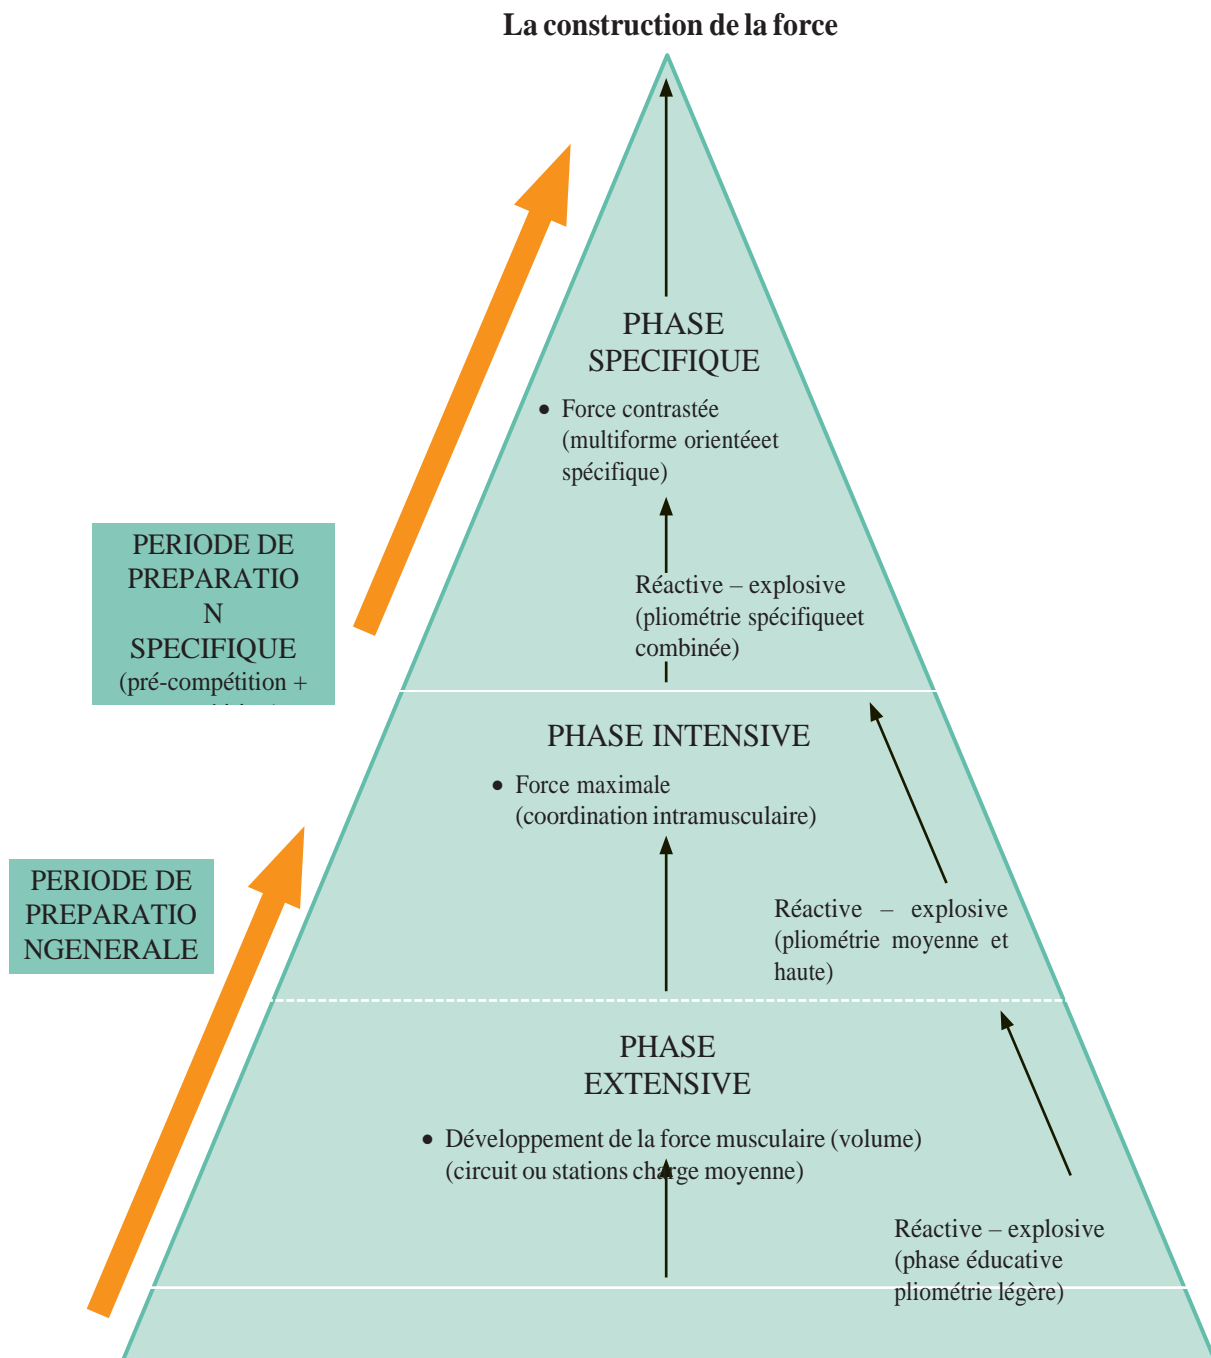 La construction de la force
PHASE
SPECIFIQUE
• Force contrastée
(multiforme orientéeet
spécifique)
PERIODE DE
PREPARATIO
N
SPECIFIQUE
(pré-compétition +
Réactive – explosive
(pliométrie spécifiqueet
combinée)
PHASE INTENSIVE
• Force maximale
(coordination intramusculaire)
PERIODE DE
PREPARATIO
NGENERALE
Réactive – explosive
(pliométrie moyenne et
haute)
PHASE
EXTENSIVE
• Développement de la force musculaire (volume)
(circuit ou stations charge moyenne)
Réactive – explosive
(phase éducative
pliométrie légère)